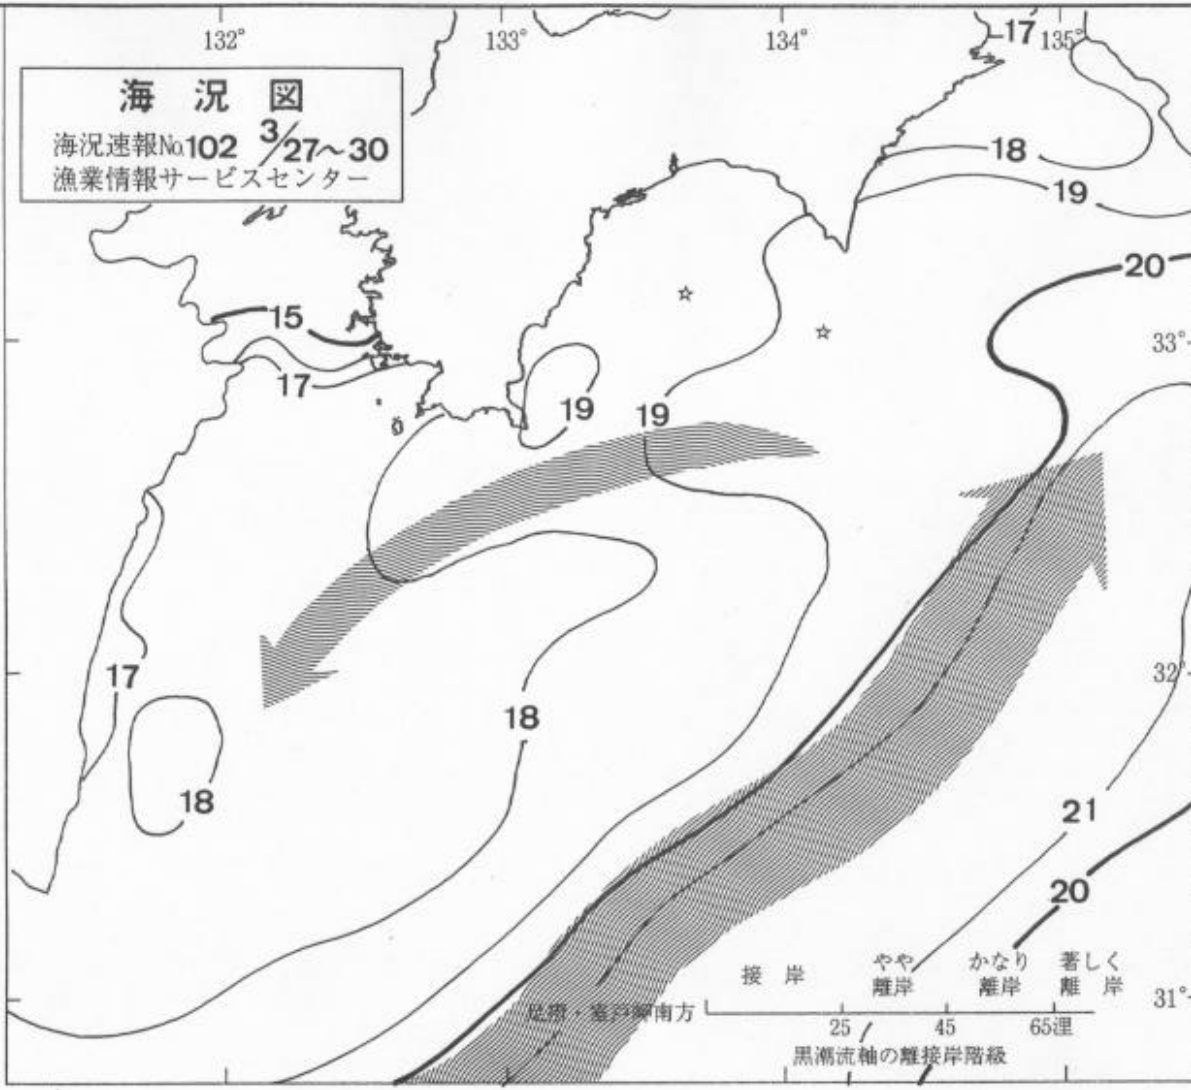 132°
133°
134°
135°
17
海況図
海況速報No.102 3/27～30
漁業情報サービスセンター
18
19
20
15
33°
17
19
19
17
32°
18
18
21
20
接岸
やや離岸
かなり離岸
著しく離岸
足摺・室戸岬南方
31°
25
45
65浬
黒潮流軸の離接岸階級